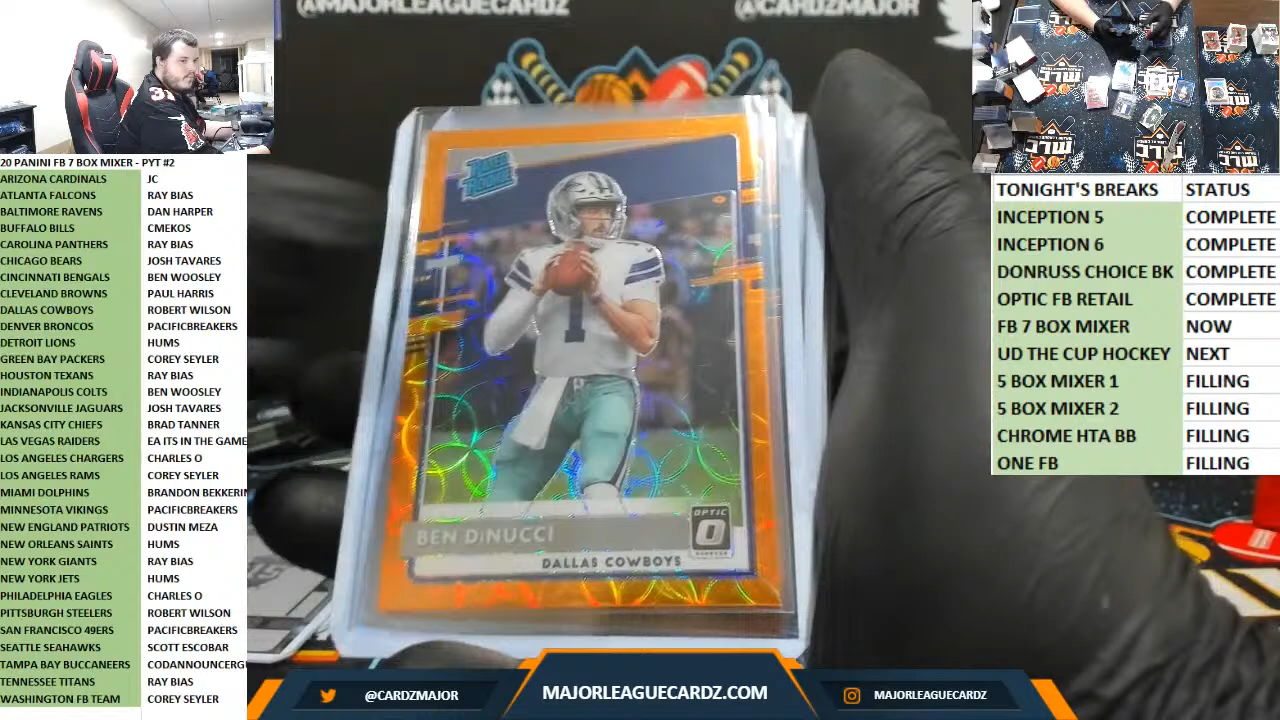 @MAJORLEAGUECARDZ
@CARDZMAJOR
20 PANINI FB 7 BOX MIXER - PYT #2
ARIZONA CARDINALS JC
ATLANTA FALCONS RAY BIAS
BALTIMORE RAVENS DAN HARPER
BUFFALO BILLS CMEKOS
CAROLINA PANTHERS RAY BIAS
CHICAGO BEARS JOSH TAVARES
CINCINNATI BENGALS BEN WOOSLEY
CLEVELAND BROWNS PAUL HARRIS
DALLAS COWBOYS ROBERT WILSON
DENVER BRONCOS PACIFICBREAKERS
DETROIT LIONS HUMS
GREEN BAY PACKERS COREY SEYLER
HOUSTON TEXANS RAY BIAS
INDIANAPOLIS COLTS BEN WOOSLEY
JACKSONVILLE JAGUARS JOSH TAVARES
KANSAS CITY CHIEFS BRAD TANNER
LAS VEGAS RAIDERS EA ITS IN THE GAME
LOS ANGELES CHARGERS CHARLES O
LOS ANGELES RAMS COREY SEYLER
MIAMI DOLPHINS BRANDON BEKKERIN
MINNESOTA VIKINGS PACIFICBREAKERS
NEW ENGLAND PATRIOTS DUSTIN MEZA
NEW ORLEANS SAINTS HUMS
NEW YORK GIANTS RAY BIAS
NEW YORK JETS HUMS
PHILADELPHIA EAGLES CHARLES O
PITTSBURGH STEELERS ROBERT WILSON
SAN FRANCISCO 49ERS PACIFICBREAKERS
SEATTLE SEAHAWKS SCOTT ESCOBAR
TAMPA BAY BUCCANEERS CODANNOUNCERG
TENNESSEE TITANS RAY BIAS
WASHINGTON FB TEAM COREY SEYLER
RATED
ROOKIE
1
BEN DiNUCCI
OPTIC
DONRUSS
DALLAS COWBOYS
TONIGHT'S BREAKS STATUS
INCEPTION 5 COMPLETE
INCEPTION 6 COMPLETE
DONRUSS CHOICE BK COMPLETE
OPTIC FB RETAIL COMPLETE
FB 7 BOX MIXER NOW
UD THE CUP HOCKEY NEXT
5 BOX MIXER 1 FILLING
5 BOX MIXER 2 FILLING
CHROME HTA BB FILLING
ONE FB FILLING
@CARDZMAJOR
MAJORLEAGUECARDZ.COM
MAJORLEAGUECARDZ